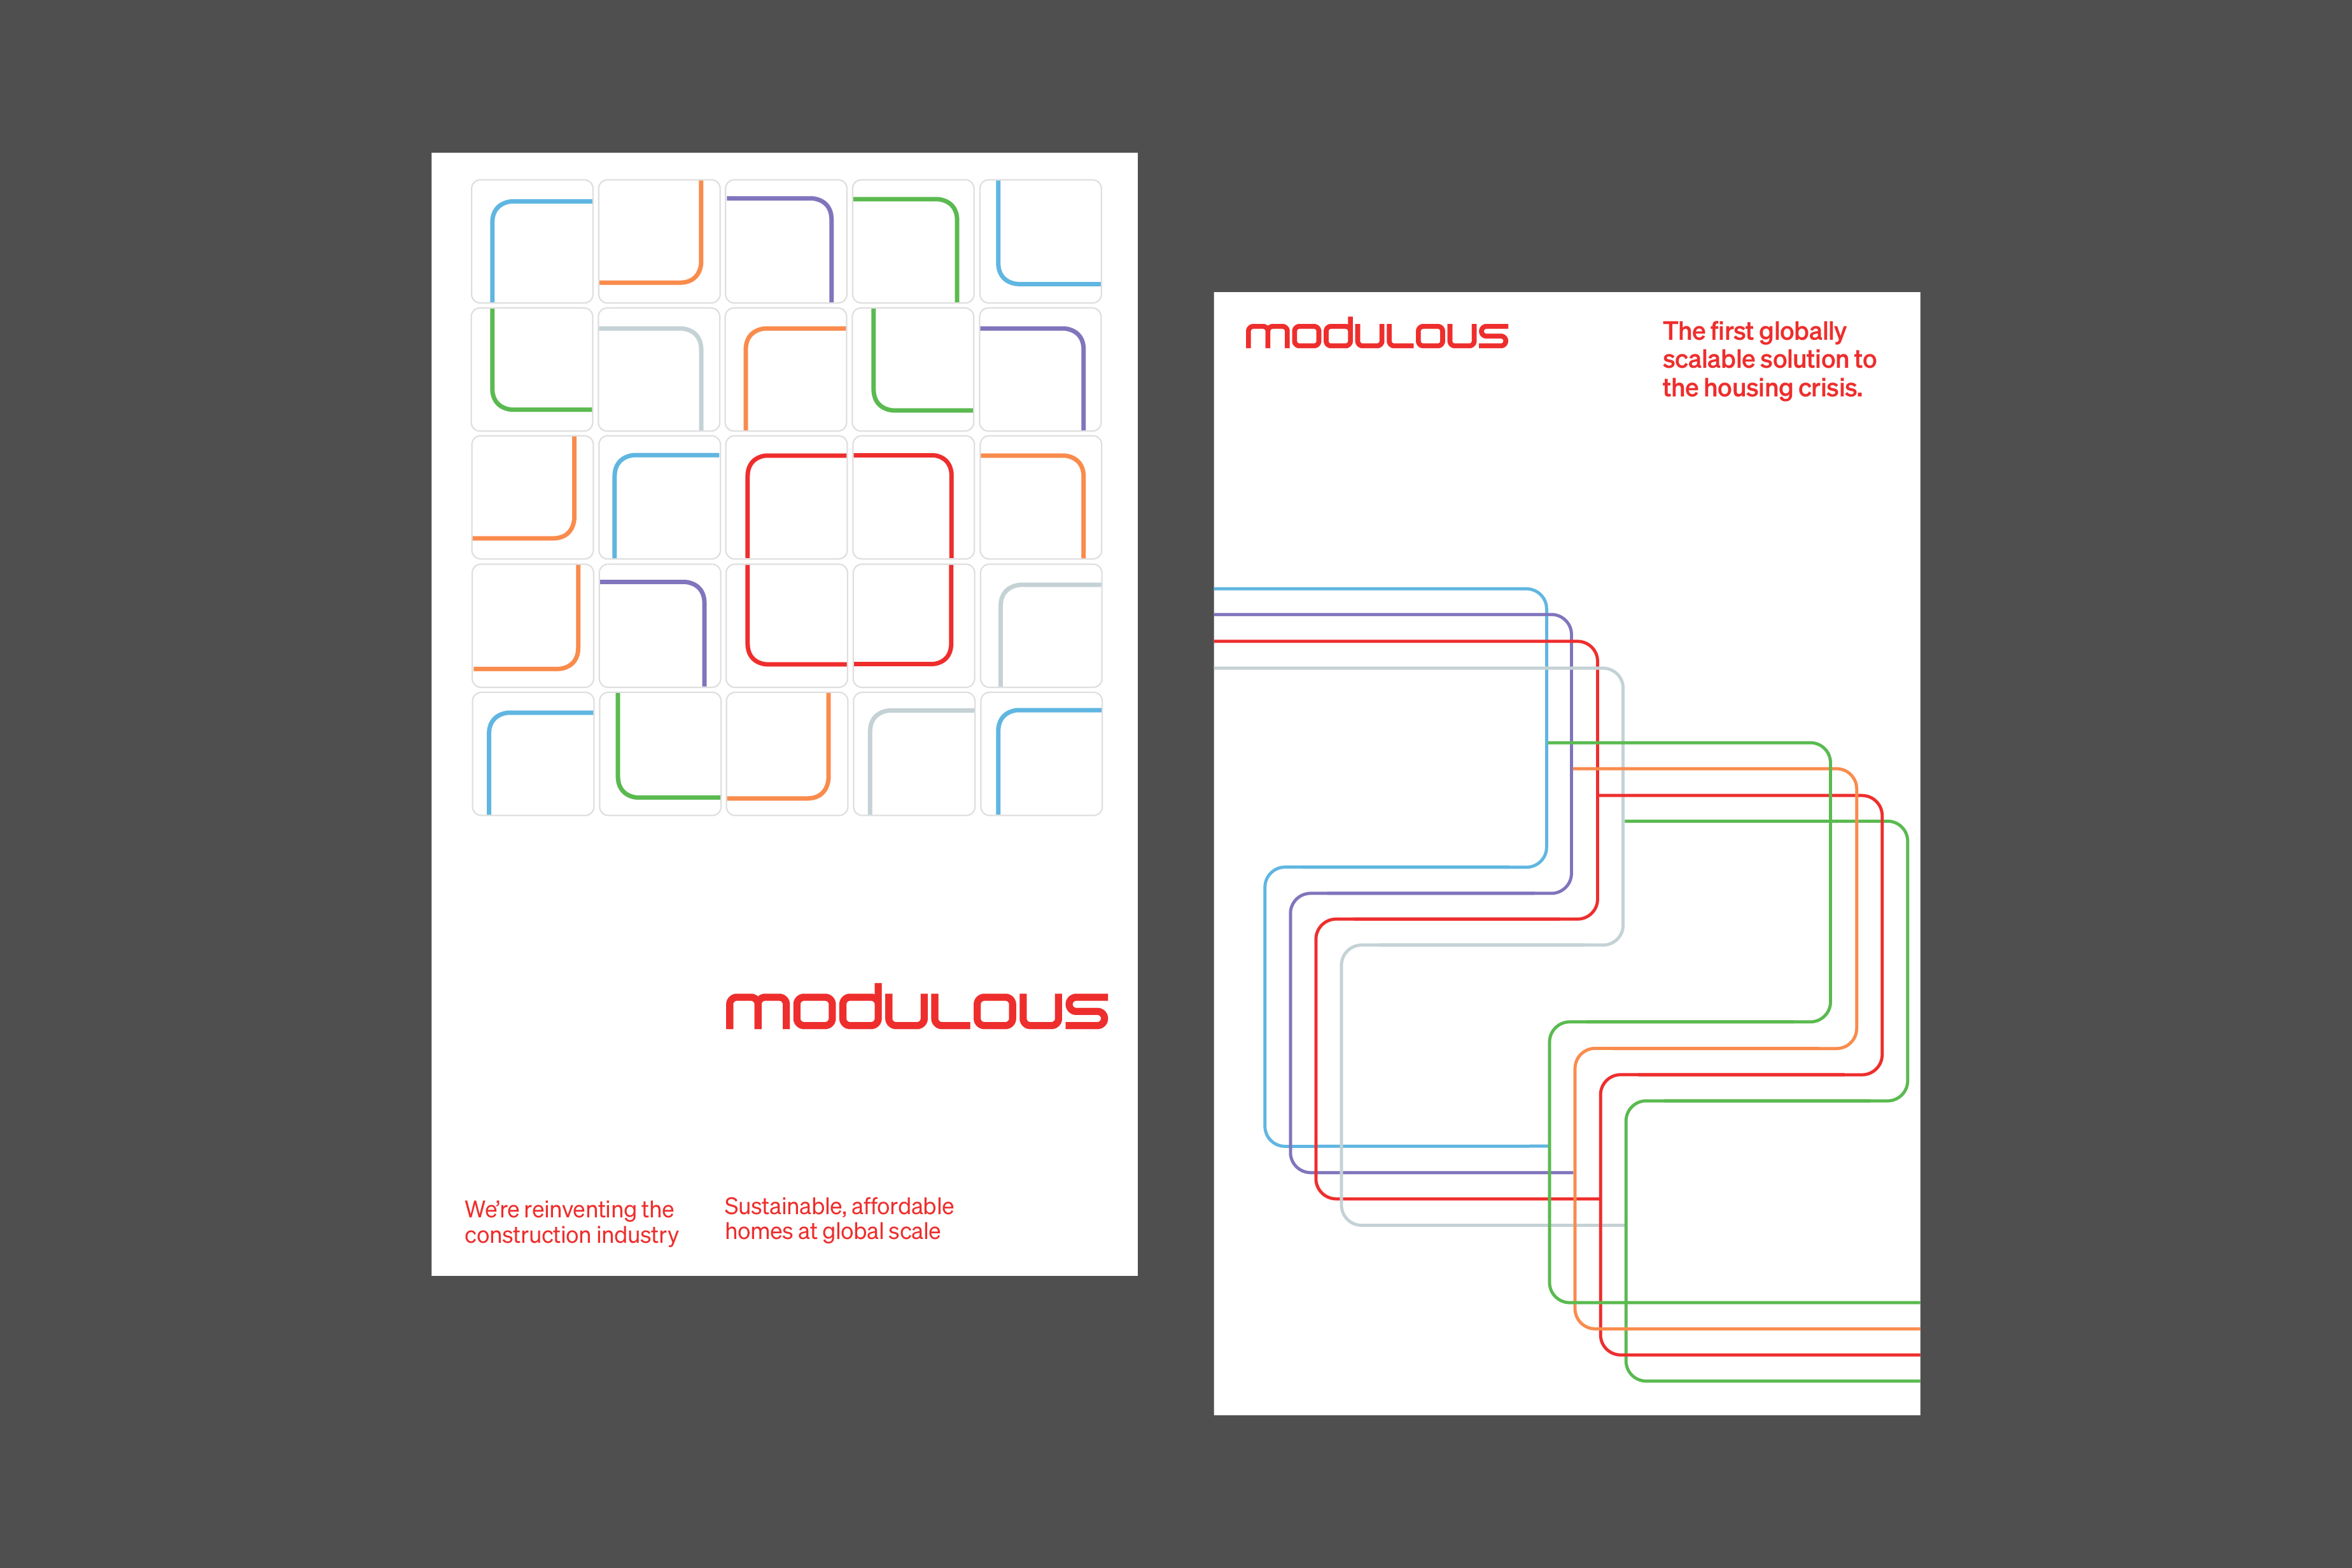 modulous
We're reinventing the
construction industry
Sustainable, affordable
homes at global scale
modulous
The first globally
scalable solution to
the housing crisis.